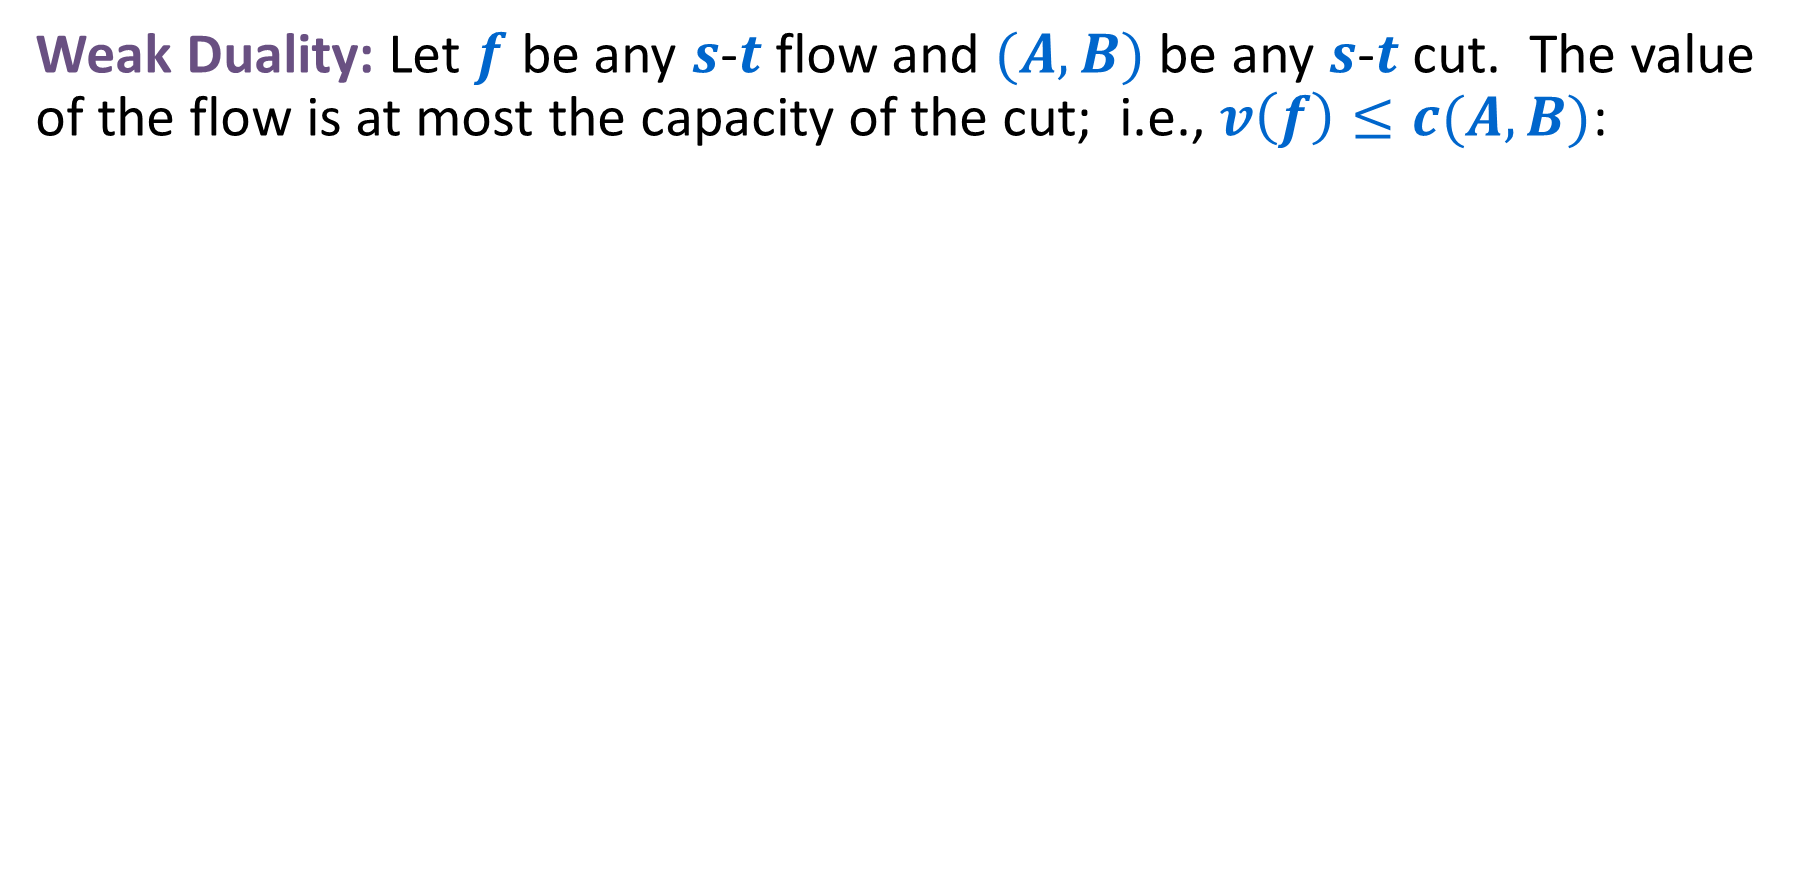 Weak Duality: Let f be any s-t flow and (A, B) be any s-t cut. The value
of the flow is at most the capacity of the cut; i.e., v(f) ≤ c(A, B):